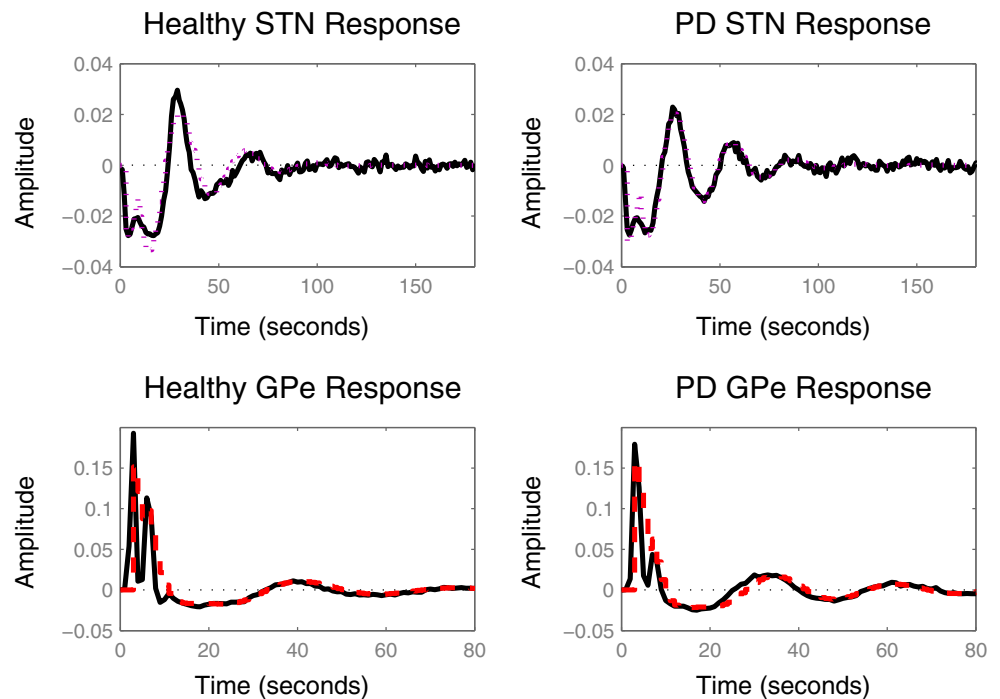 Healthy STN Response
0.04
0.02
0
−0.02
−0.04
Amplitude
0 50 100 150
Time (seconds)
PD STN Response
0.04
0.02
0
−0.02
−0.04
Amplitude
0 50 100 150
Time (seconds)
Healthy GPe Response
0.15
0.1
0.05
0
−0.05
Amplitude
0 20 40 60 80
Time (seconds)
PD GPe Response
0.15
0.1
0.05
0
−0.05
Amplitude
0 20 40 60 80
Time (seconds)